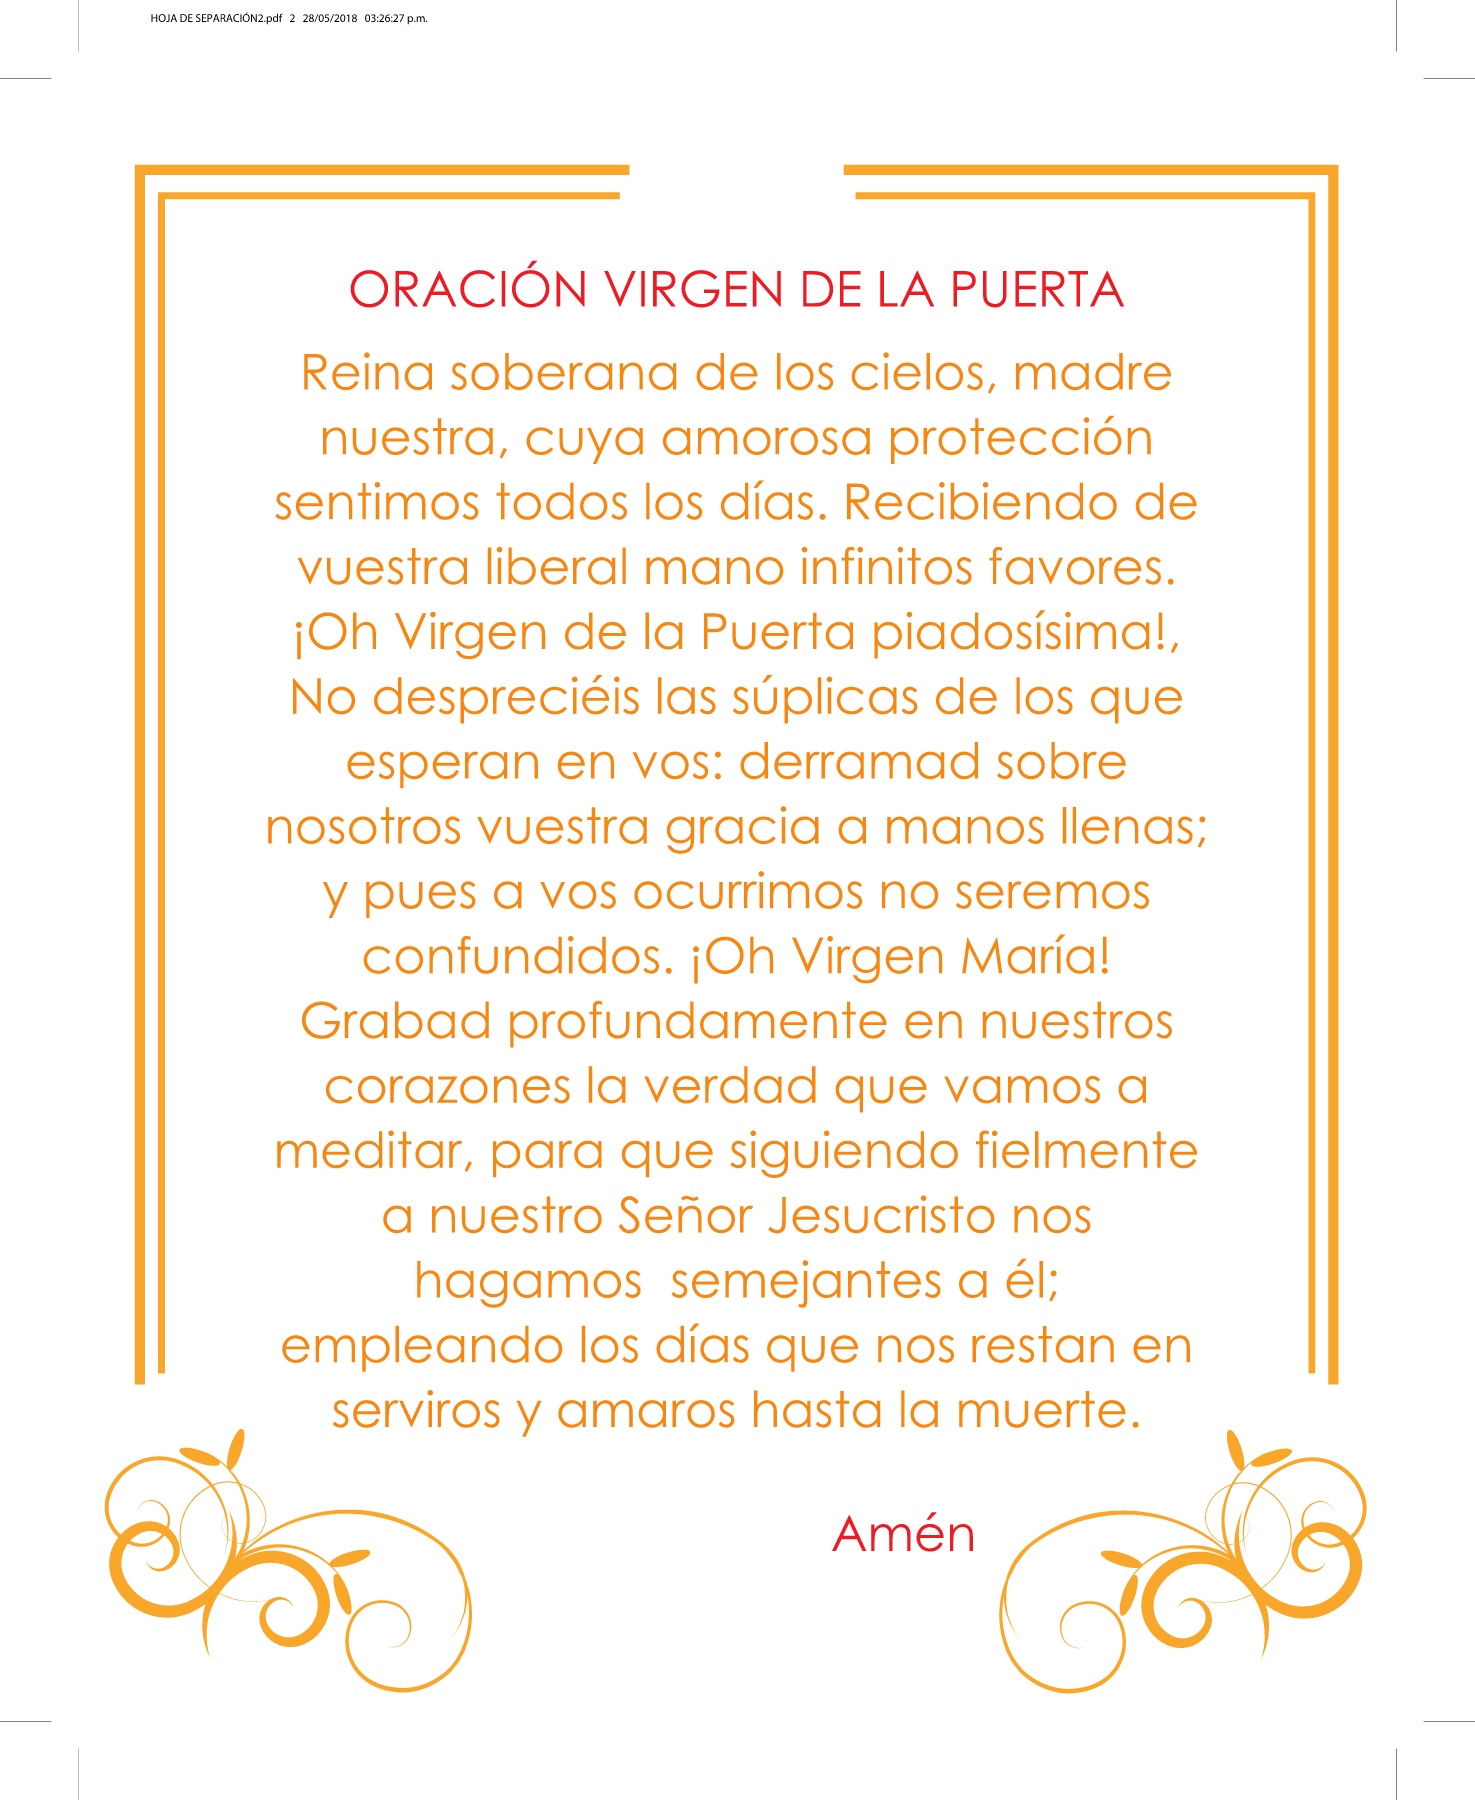 HOJA DE SEPARACIÓN2.pdf 2 28/05/2018 03:26:27 p.m.
ORACIÓN VIRGEN DE LA PUERTA
Reina soberana de los cielos, madre
nuestra, cuya amorosa protección
sentimos todos los días. Recibiendo de
vuestra liberal mano infinitos favores.
¡Oh Virgen de la Puerta piadosísima!,
No despreciéis las súplicas de los que
esperan en vos: derramad sobre
nosotros vuestra gracia a manos llenas;
y pues a vos ocurrimos no seremos
confundidos. ¡Oh Virgen María!
Grabad profundamente en nuestros
corazones la verdad que vamos a
meditar, para que siguiendo fielmente
a nuestro Señor Jesucristo nos
hagamos  semejantes a él;
empleando los días que nos restan en
serviros y amaros hasta la muerte.
Amén